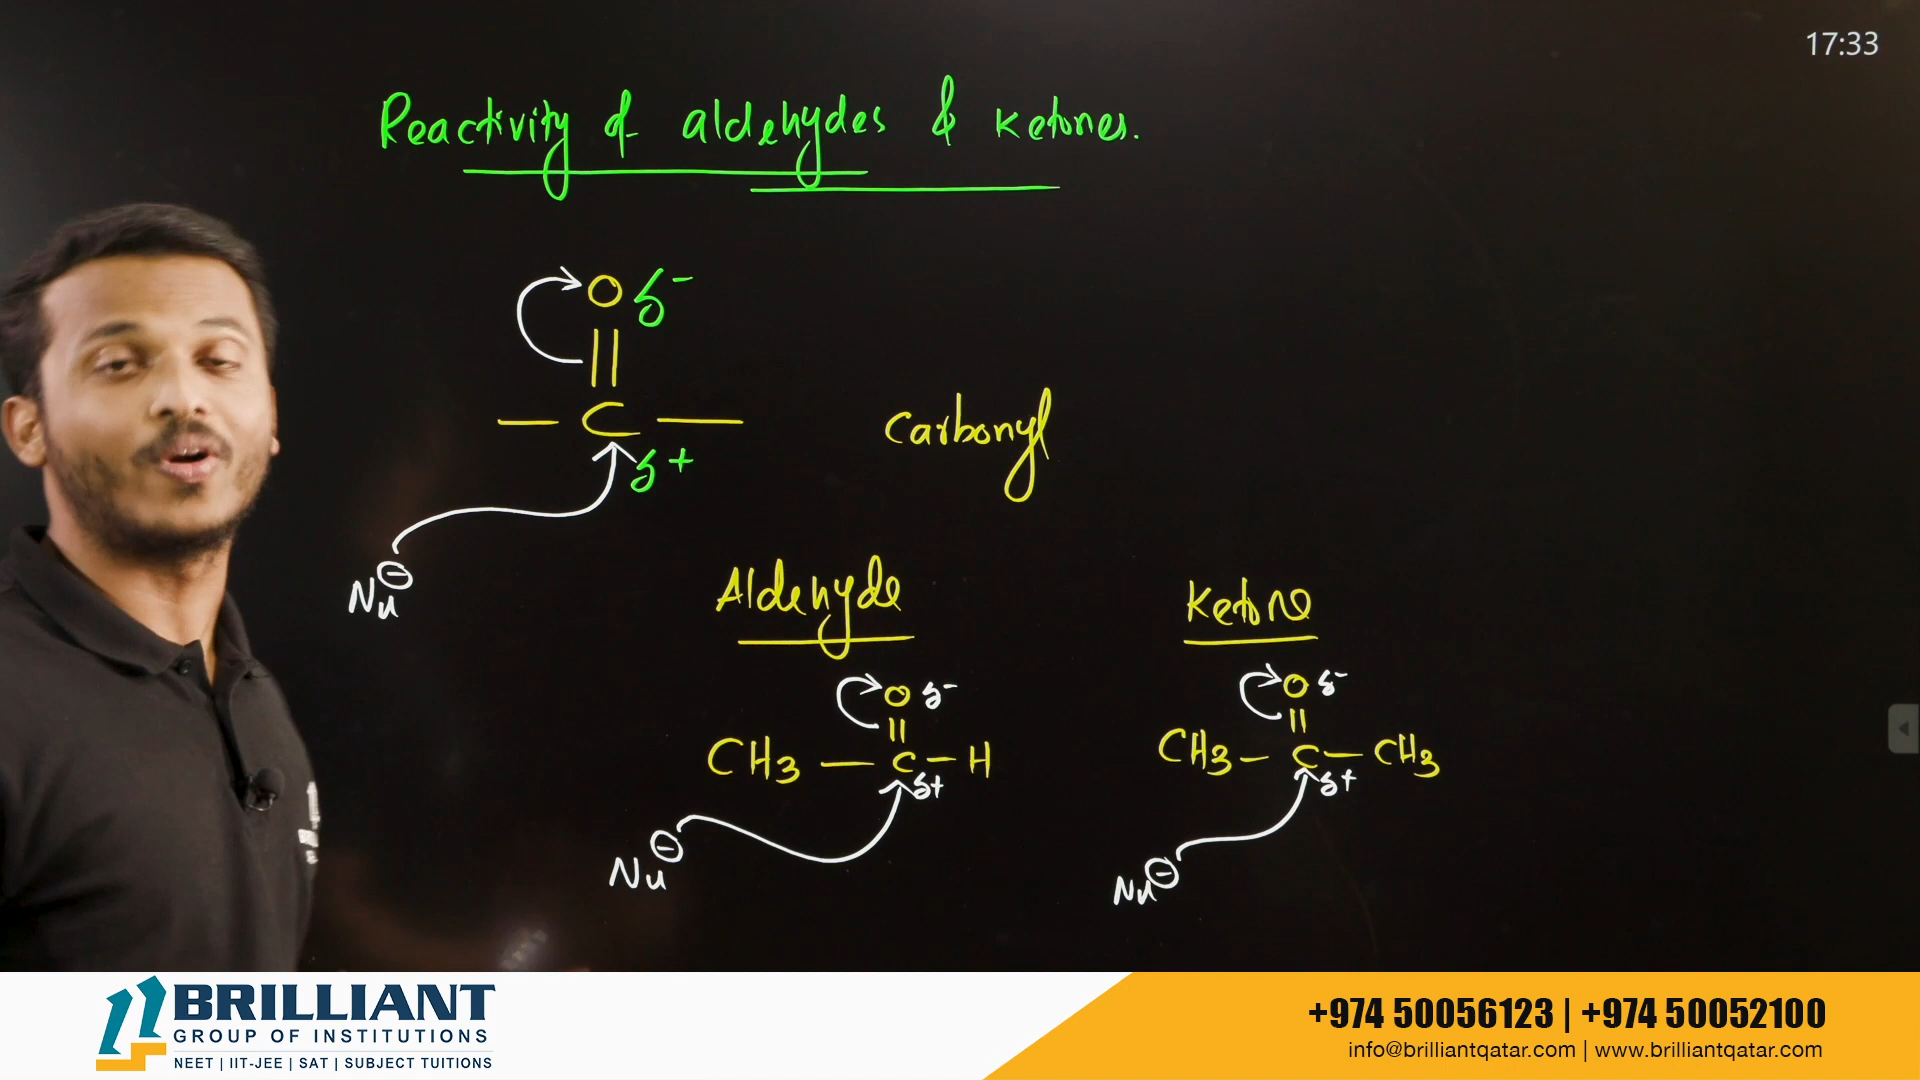 17:33
Reactivity of aldehydes & Ketones.
O δ-
— C —
δ+
Carbonyl
Nu⊖
Aldehyde
Ketone
O δ-
CH3 — C — H
δ+
Nu⊖
O δ-
CH3 — C — CH3
δ+
Nu⊖
BRILLIANT
GROUP OF INSTITUTIONS
NEET | IIT-JEE | SAT | SUBJECT TUITIONS
+974 50056123 | +974 50052100
info@brilliantqatar.com | www.brilliantqatar.com